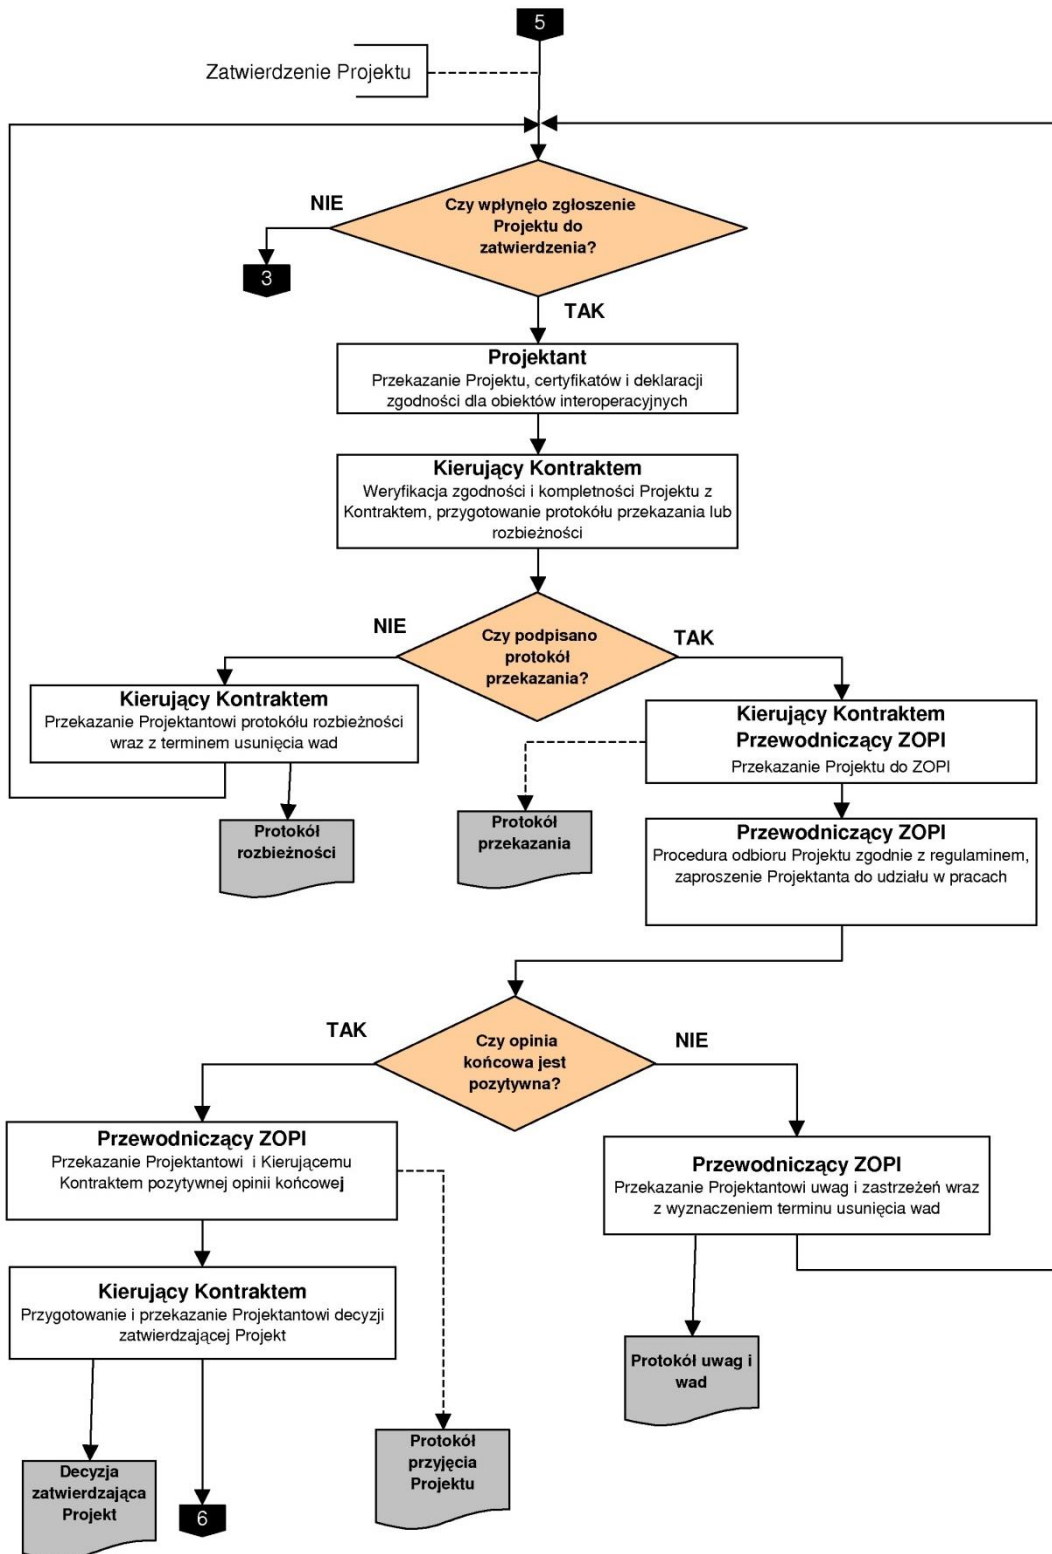 5
Zatwierdzenie Projektu
NIE
Czy wpłynęło zgłoszenie
Projektu do
zatwierdzenia?
3
TAK
Projektant
Przekazanie Projektu, certyfikatów i deklaracji
zgodności dla obiektów interoperacyjnych
Kierujący Kontraktem
Weryfikacja zgodności i kompletności Projektu z
Kontraktem, przygotowanie protokółu przekazania lub
rozbieżności
NIE
Czy podpisano
protokół
przekazania?
TAK
Kierujący Kontraktem
Przekazanie Projektantowi protokółu rozbieżności
wraz z terminem usunięcia wad
Kierujący Kontraktem
Przewodniczący ZOPI
Przekazanie Projektu do ZOPI
Protokół
rozbieżności
Protokół
przekazania
Przewodniczący ZOPI
Procedura odbioru Projektu zgodnie z regulaminem,
zaproszenie Projektanta do udziału w pracach
TAK
Czy opinia
końcowa jest
pozytywna?
NIE
Przewodniczący ZOPI
Przekazanie Projektantowi i Kierującemu
Kontraktem pozytywnej opinii końcowej
Przewodniczący ZOPI
Przekazanie Projektantowi uwag i zastrzeżeń wraz
z wyznaczeniem terminu usunięcia wad
Kierujący Kontraktem
Przygotowanie i przekazanie Projektantowi decyzji
zatwierdzającej Projekt
Protokół uwag i
wad
Decyzja
zatwierdzająca
Projekt
6
Protokół
przyjęcia
Projektu